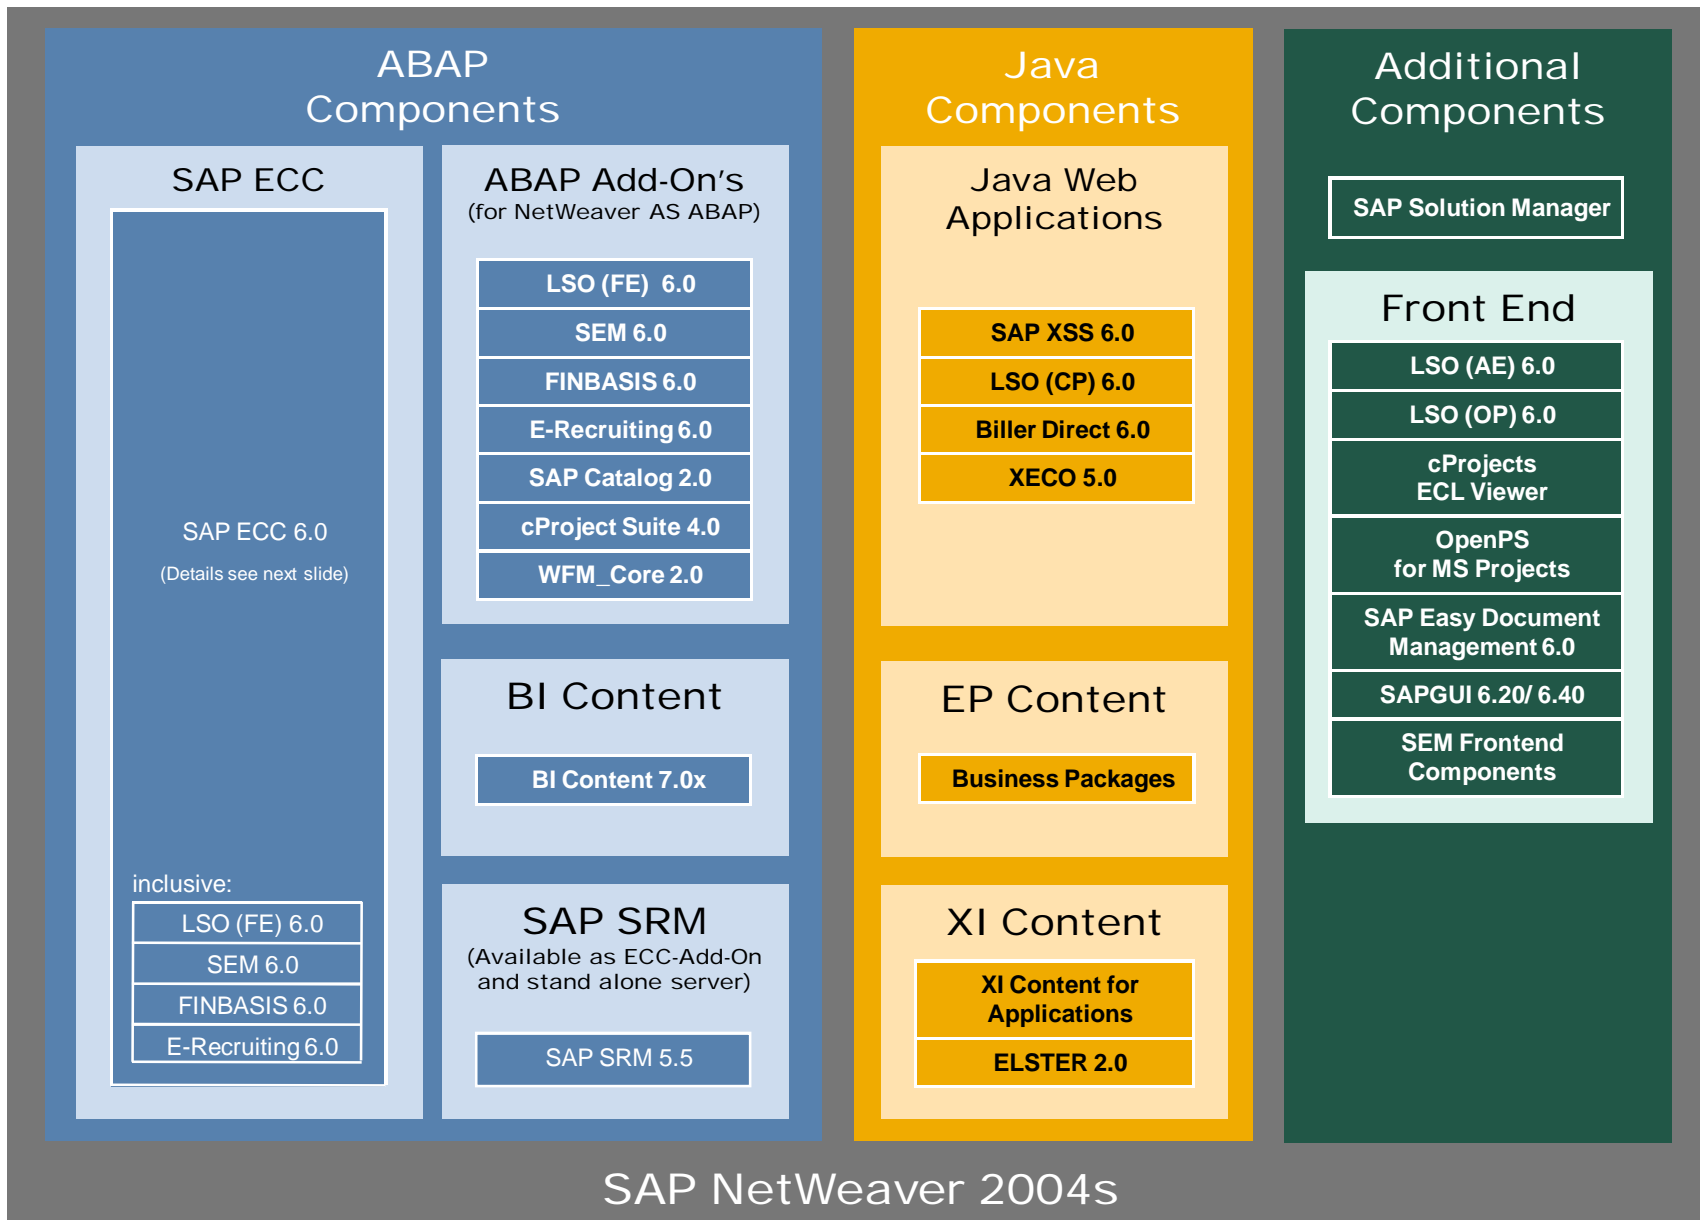 ABAP
Components
SAP ECC
SAP ECC 6.0
(Details see next slide)
inclusive:
LSO (FE) 6.0
SEM 6.0
FINBASIS 6.0
E-Recruiting 6.0
ABAP Add-On's
(for NetWeaver AS ABAP)
LSO (FE) 6.0
SEM 6.0
FINBASIS 6.0
E-Recruiting 6.0
SAP Catalog 2.0
cProject Suite 4.0
WFM_Core 2.0
BI Content
BI Content 7.0x
SAP SRM
(Available as ECC-Add-On
and stand alone server)
SAP SRM 5.5
Java
Components
Java Web
Applications
SAP XSS 6.0
LSO (CP) 6.0
Biller Direct 6.0
XECO 5.0
EP Content
Business Packages
XI Content
XI Content for
Applications
ELSTER 2.0
Additional
Components
SAP Solution Manager
Front End
LSO (AE) 6.0
LSO (OP) 6.0
cProjects
ECL Viewer
OpenPS
for MS Projects
SAP Easy Document
Management 6.0
SAPGUI 6.20/ 6.40
SEM Frontend
Components
SAP NetWeaver 2004s